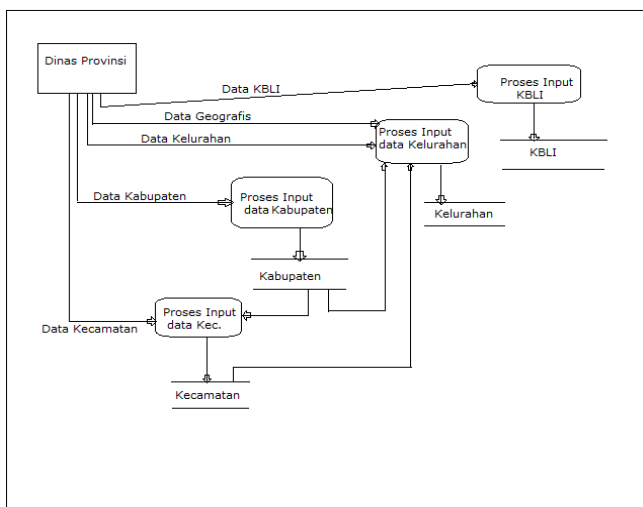 Dinas Provinsi
Data KBLI
Proses Input
KBLI
Data Geografis
Data Kelurahan
Proses Input
data Kelurahan
KBLI
Data Kabupaten
Proses Input
data Kabupaten
Kelurahan
Kabupaten
Proses Input
data Kec.
Data Kecamatan
Kecamatan